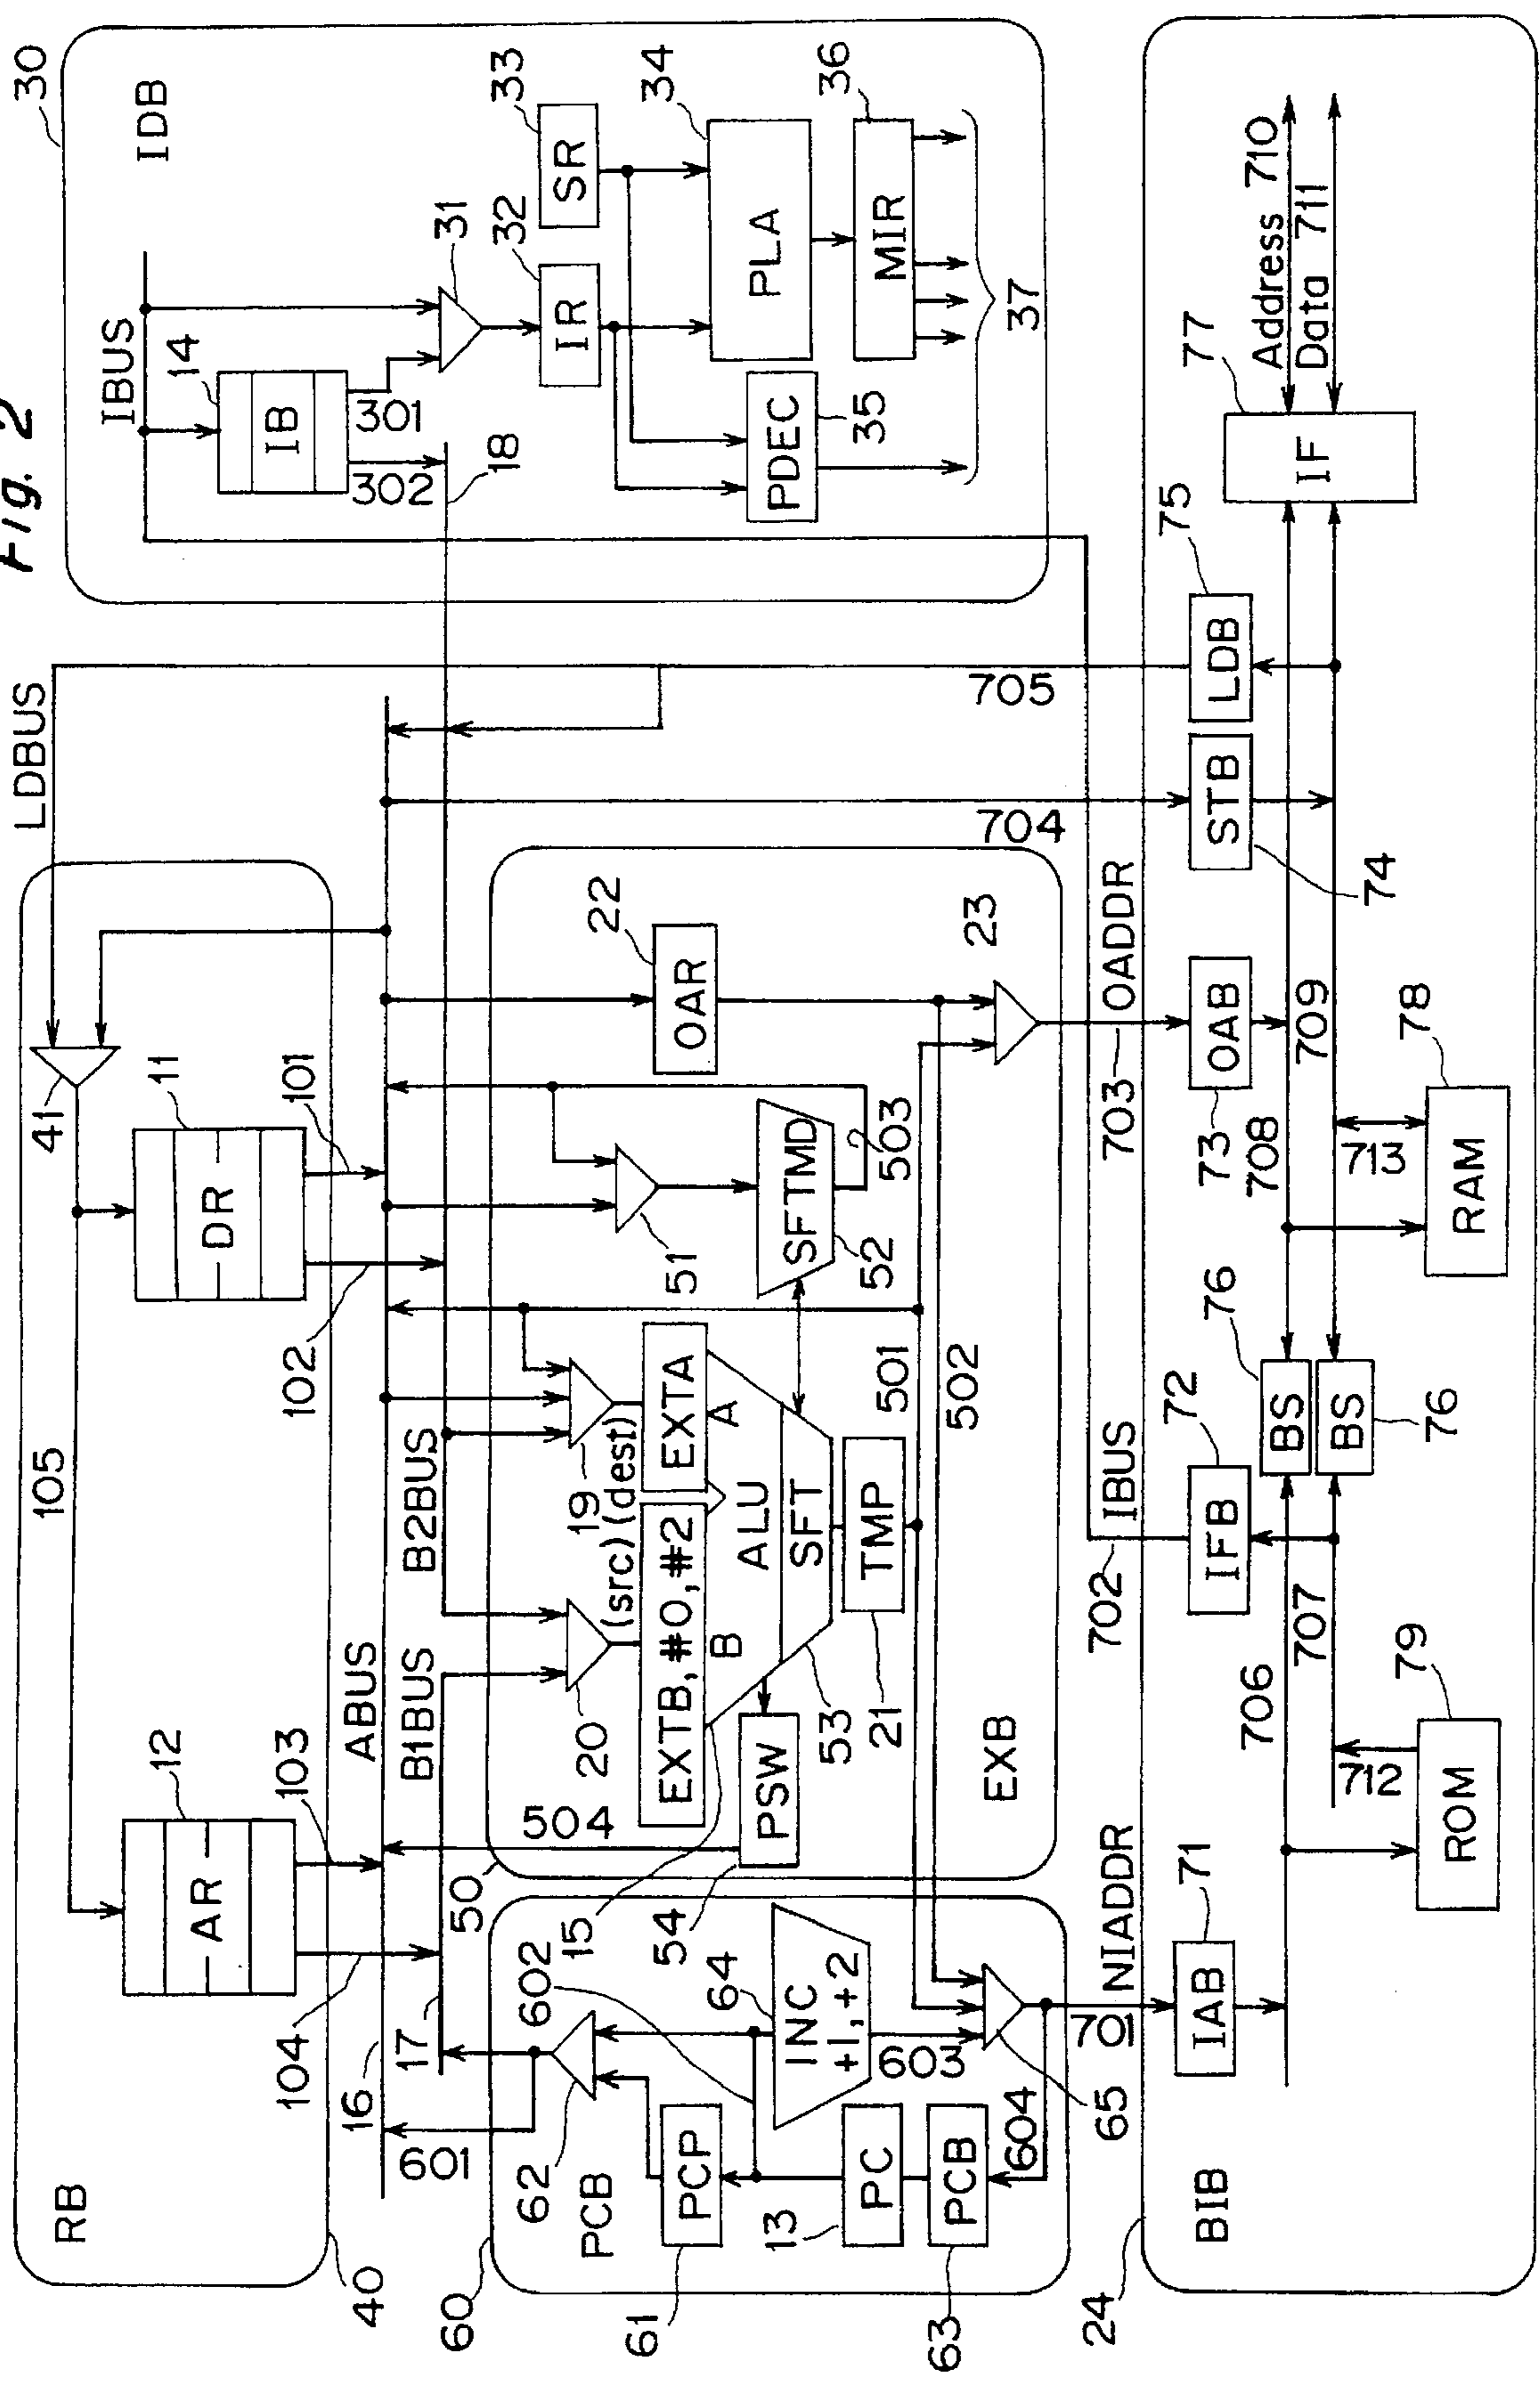 Fig. 2
30
IDB
IBUS
14
IB
301
302
18
31
32
IR
33
SR
34
PLA
35
PDEC
36
MIR
37
LDBUS
RB
40
41
105
11
DR
101
102
12
AR
103
104
16
ABUS
17
B1BUS
B2BUS
601
50
EXB
15
19
20
(src)(dest)
EXTA
EXTB, #0, #2
A
B
ALU
SFT
53
TMP
21
PSW
54
504
51
SFTMD
52
503
22
OAR
23
501
502
60
PCB
61
PCP
62
602
64
INC
+1, +2
603
13
PC
63
PCB
604
65
701 NIADDR
702 IBUS
703 OADDR
704
705
24
BIB
71
IAB
72
IFB
73
OAB
74
STB
75
LDB
76
BS
BS
76
77
IF
Address 710
Data 711
706
707
708
709
78
RAM
713
79
ROM
712